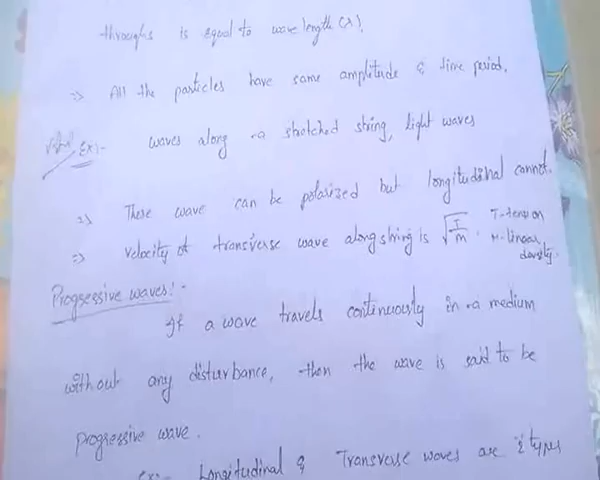 throughs is equal to wave length (λ).
=> All the particles have same amplitude & time period.
Ex:- waves along a stretched string, light waves
=> These wave can be polarized but longitudinal cannot.
=> velocity of transverse wave along string is √T/m . T-tension
M-linear
density.
Progressive waves:-
If a wave travels continuously in a medium
without any disturbance, then the wave is said to be
progressive wave.
Ex:- Longitudinal & Transverse waves are 2 types